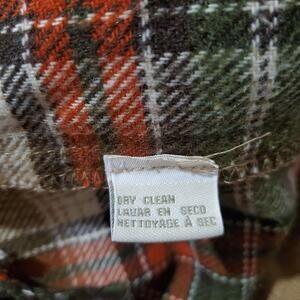 DRY CLEAN
LAVAR EN SECO
NETTOYAGE À SEC